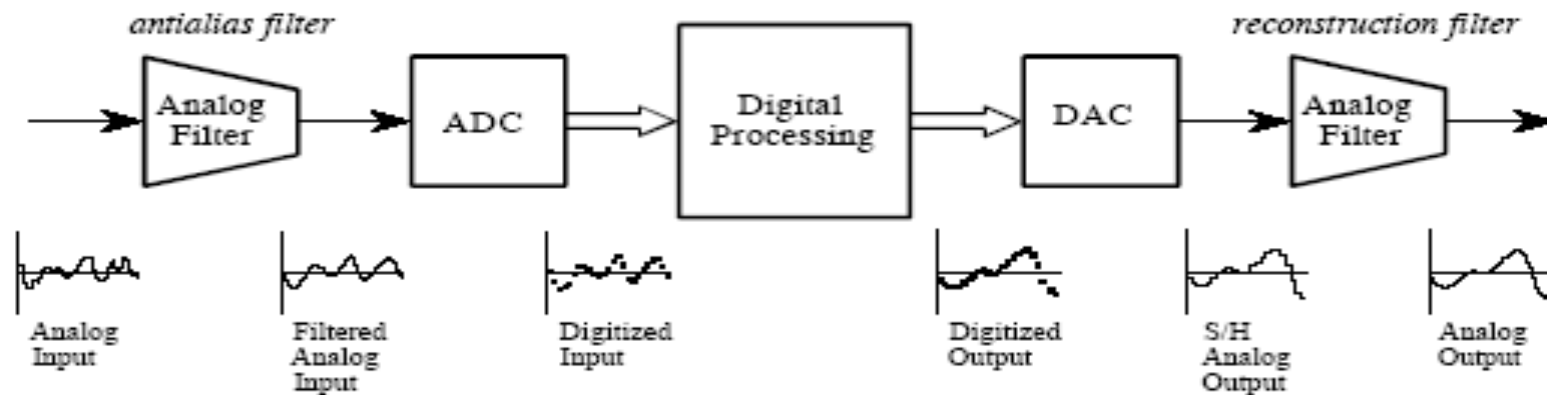 antialias filter
reconstruction filter
Analog
Filter
ADC
Digital
Processing
DAC
Analog
Filter
Analog
Input
Filtered
Analog
Input
Digitized
Input
Digitized
Output
S/H
Analog
Output
Analog
Output